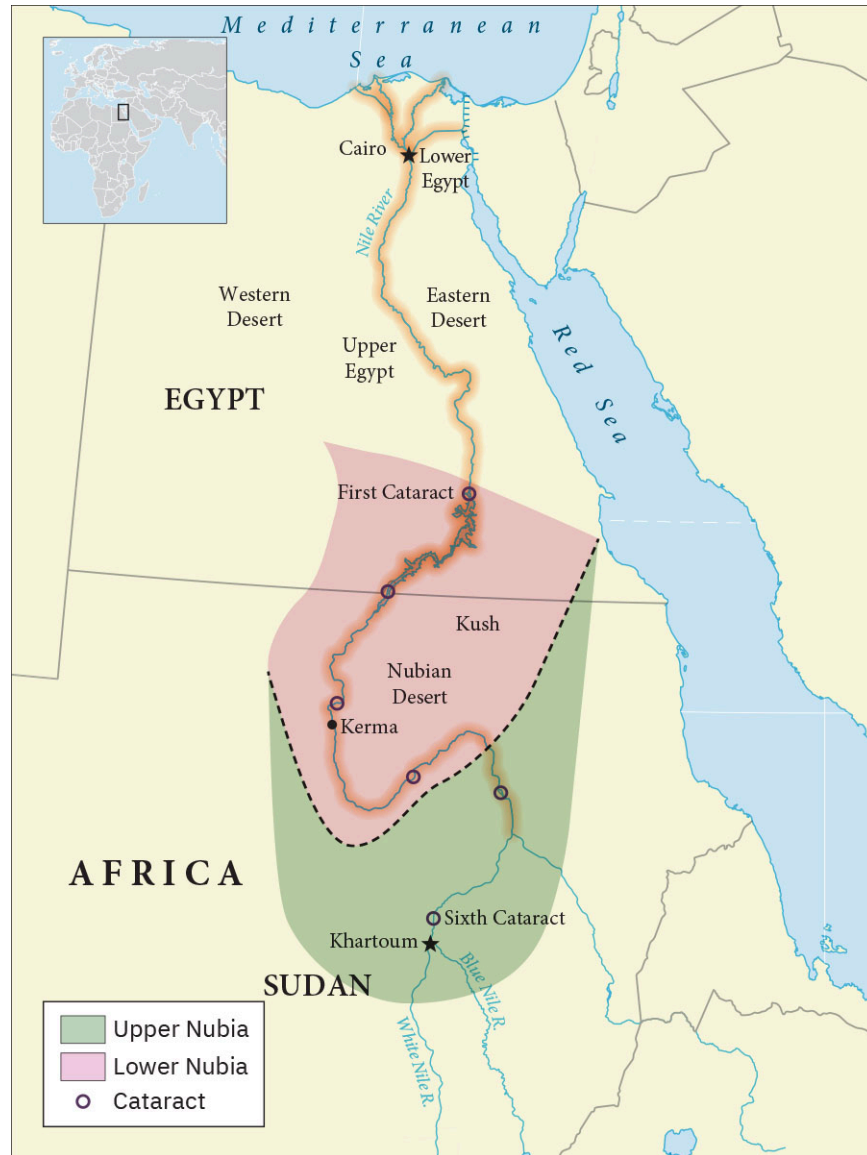 Mediterranean
Sea
Cairo
Lower
Egypt
Nile River
Western
Desert
Eastern
Desert
Upper
Egypt
Red Sea
EGYPT
First Cataract
Kush
Nubian
Desert
Kerma
AFRICA
Sixth Cataract
Khartoum
SUDAN
Blue Nile R.
White Nile R.
Upper Nubia
Lower Nubia
Cataract